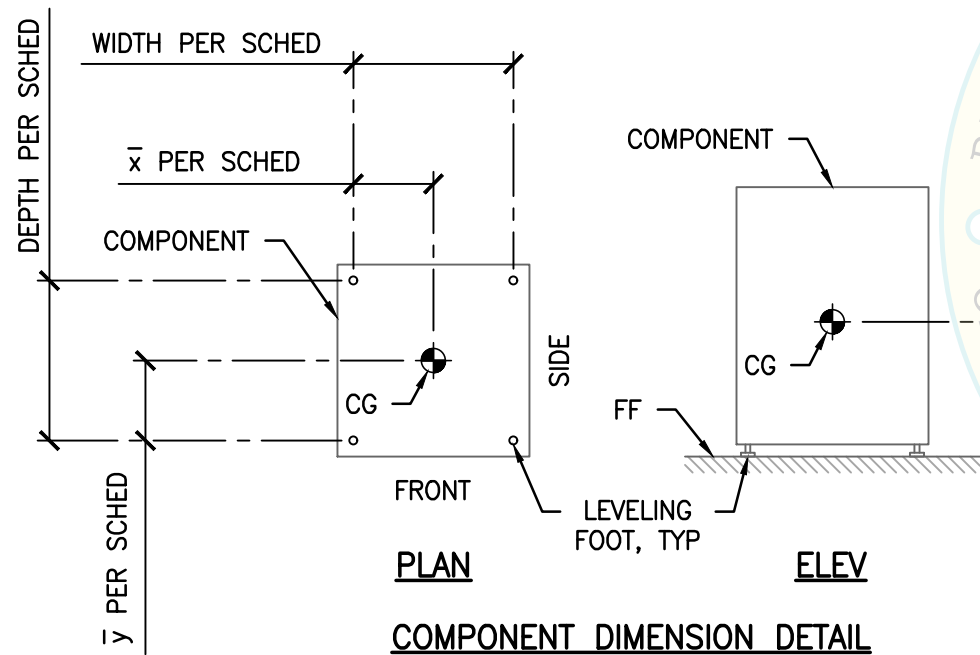 WIDTH PER SCHED
DEPTH PER SCHED
x̄ PER SCHED
COMPONENT
COMPONENT
SIDE
CG
CG
FF
FRONT
LEVELING
FOOT, TYP
ȳ PER SCHED
PLAN
ELEV
COMPONENT DIMENSION DETAIL